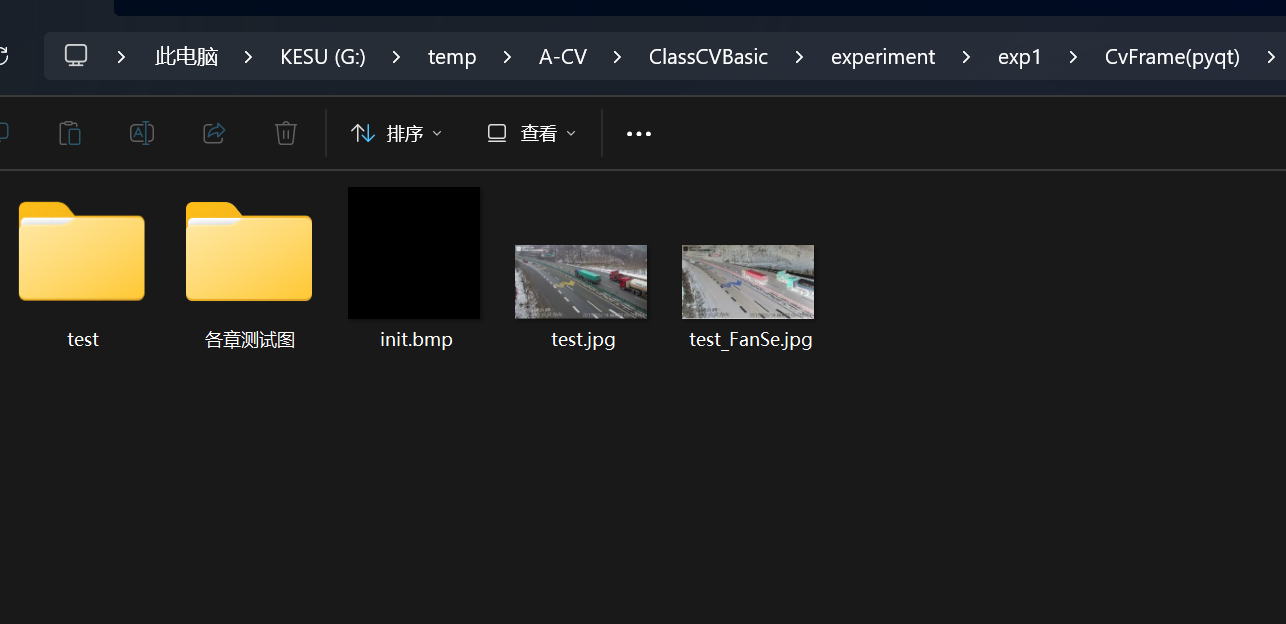 此电脑 > KESU (G:) > temp > A-CV > ClassCVBasic > experiment > exp1 > CvFrame(pyqt) >
排序 查看
test 各章测试图 init.bmp test.jpg test_FanSe.jpg